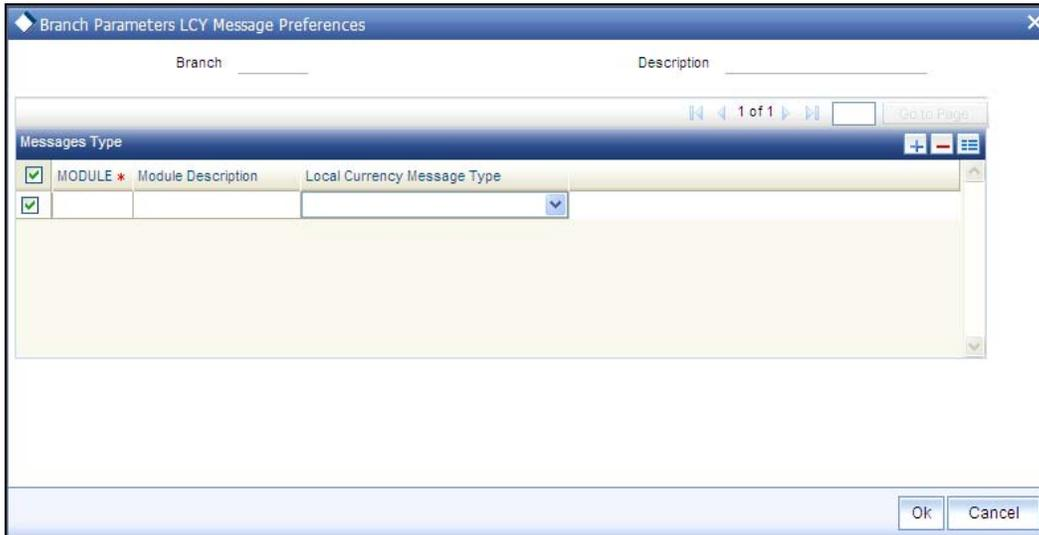 Branch Parameters LCY Message Preferences
Branch
Description
1 of 1
Go to Page
Messages Type
MODULE * Module Description Local Currency Message Type
Ok Cancel